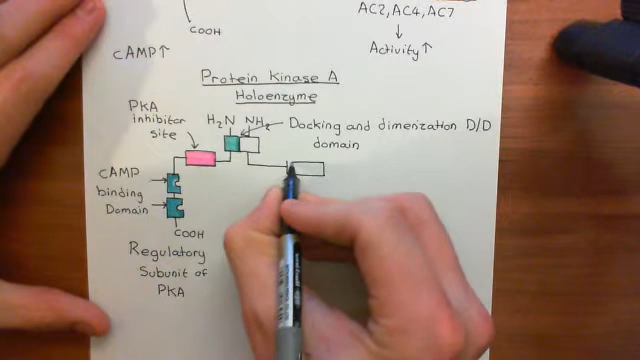 COOH
AC2, AC4, AC7
↓
cAMP↑
Activity↑
Protein Kinase A
Holoenzyme
PKA
inhibitor
site
H₂N NH₂
Docking and dimerization D/D
domain
cAMP
binding
Domain
COOH
Regulatory
Subunit of
PKA